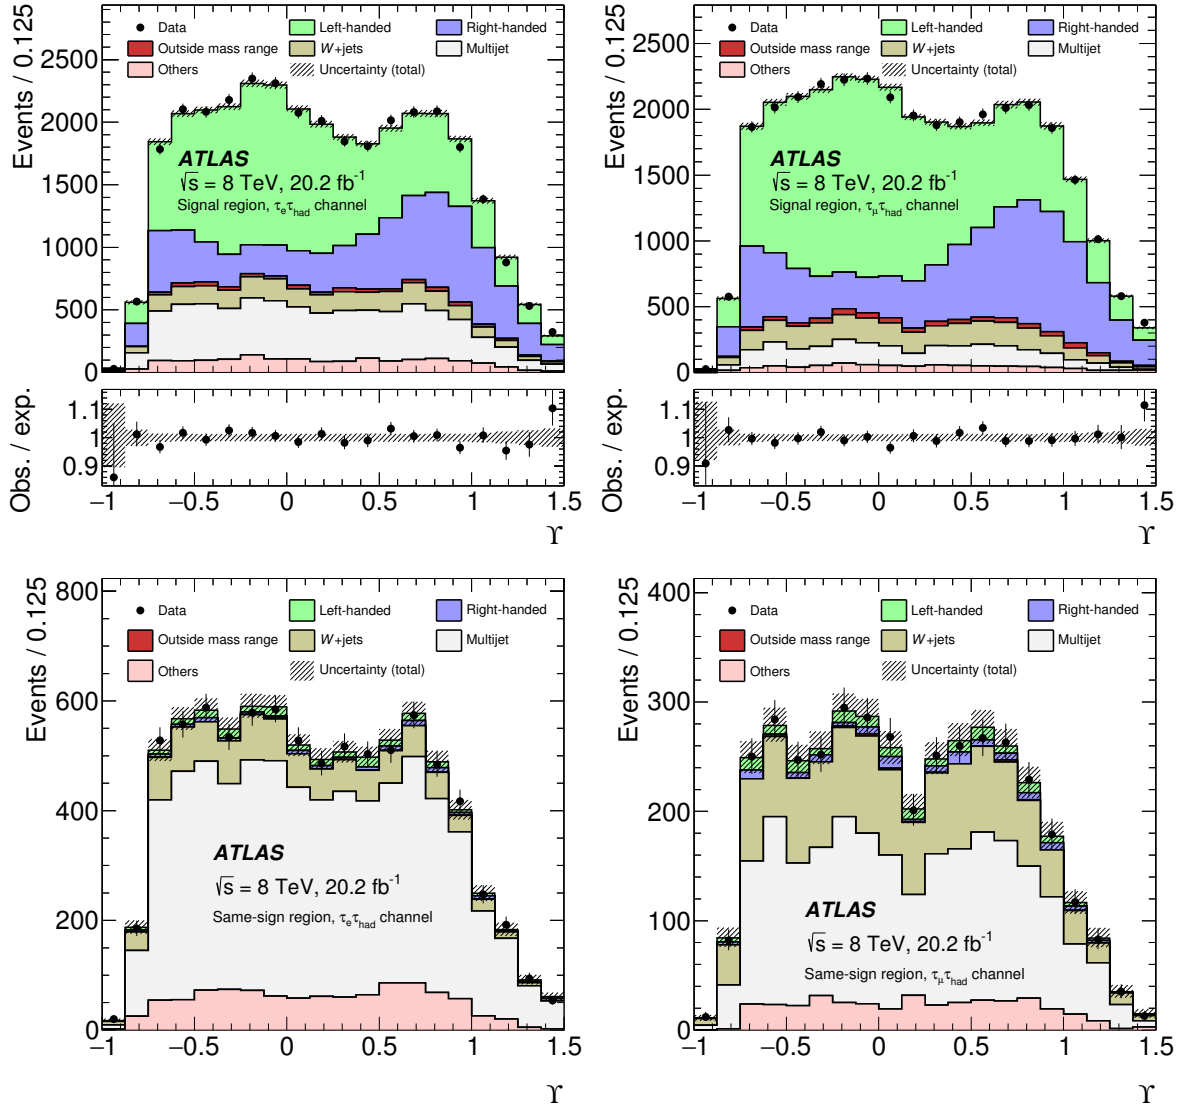 Events / 0.125
2500
2000
1500
1000
500
0
Data
Left-handed
Right-handed
Outside mass range
W+jets
Multijet
Others
Uncertainty (total)
ATLAS
√s = 8 TeV, 20.2 fb⁻¹
Signal region, τₑτ_had channel
Obs. / exp.
1.1
1
0.9
−1 −0.5 0 0.5 1 1.5
ϒ
Events / 0.125
2500
2000
1500
1000
500
0
Data
Left-handed
Right-handed
Outside mass range
W+jets
Multijet
Others
Uncertainty (total)
ATLAS
√s = 8 TeV, 20.2 fb⁻¹
Signal region, τ_μτ_had channel
Obs. / exp.
1.1
1
0.9
−1 −0.5 0 0.5 1 1.5
ϒ
Events / 0.125
800
600
400
200
0
Data
Left-handed
Right-handed
Outside mass range
W+jets
Multijet
Others
Uncertainty (total)
ATLAS
√s = 8 TeV, 20.2 fb⁻¹
Same-sign region, τₑτ_had channel
−1 −0.5 0 0.5 1 1.5
ϒ
Events / 0.125
400
300
200
100
0
Data
Left-handed
Right-handed
Outside mass range
W+jets
Multijet
Others
Uncertainty (total)
ATLAS
√s = 8 TeV, 20.2 fb⁻¹
Same-sign region, τ_μτ_had channel
−1 −0.5 0 0.5 1 1.5
ϒ